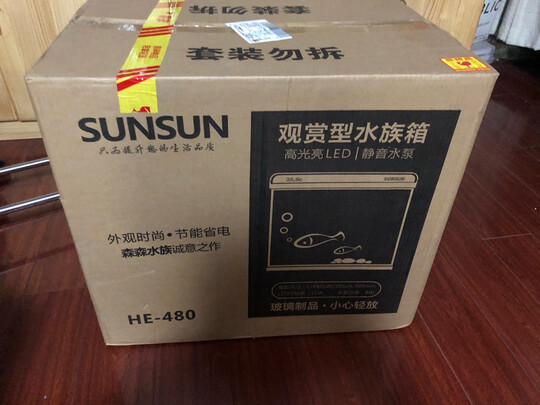 套装勿拆
套装勿拆
SUNSUN
只为提升您的生活品质
外观时尚·节能省电
森森水族诚意之作
HE-480
观赏型水族箱
高光亮LED|静音水泵
SUNSUN
玻璃制品·小心轻放